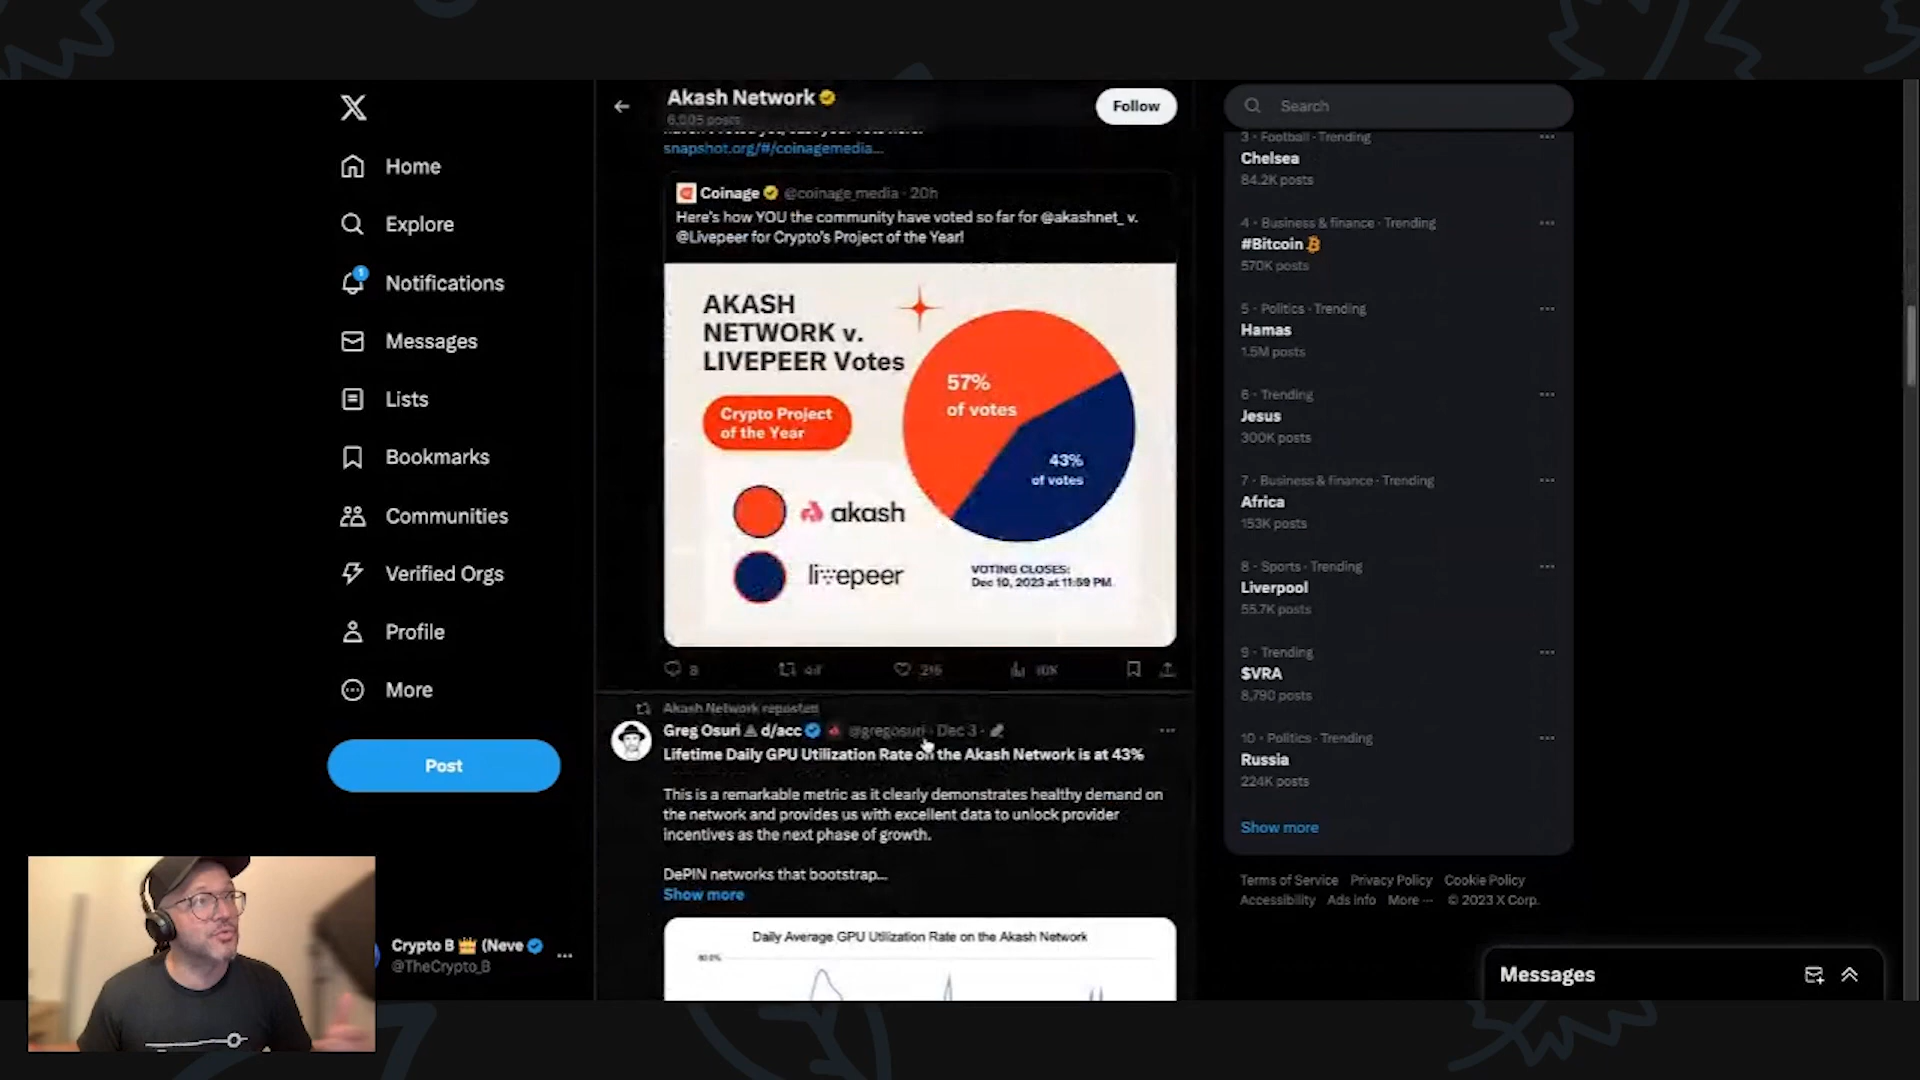 Home
Explore
1
Notifications
Messages
Lists
Bookmarks
Communities
Verified Orgs
Profile
More
Post
Crypto B 👑 (Neve
@TheCrypto_B
Akash Network
posts
snapshot.org/#/coinagemedia...
Coinage @coinage_media · 20h
Here's how YOU the community have voted so far for @akashnet_ v.
@Livepeer for Crypto's Project of the Year!
AKASH
NETWORK v.
LIVEPEER Votes
Crypto Project
of the Year
57%
of votes
43%
of votes
akash
livepeer
VOTING CLOSES:
Dec 10, 2023 at 11:59 PM
8
216
10K
Akash Network reposted
Greg Osuri d/acc @gregosuri · Dec 3 ·
Lifetime Daily GPU Utilization Rate on the Akash Network is at 43%
This is a remarkable metric as it clearly demonstrates healthy demand on
the network and provides us with excellent data to unlock provider
incentives as the next phase of growth.
DePIN networks that bootstrap...
Show more
Daily Average GPU Utilization Rate on the Akash Network
80.0%
Follow
Search
3 · Football · Trending
Chelsea
84.2K posts
4 · Business & finance · Trending
#Bitcoin
570K posts
5 · Politics · Trending
Hamas
1.5M posts
6 · Trending
Jesus
300K posts
7 · Business & finance · Trending
Africa
153K posts
8 · Sports · Trending
Liverpool
55.7K posts
9 · Trending
$VRA
8,790 posts
10 · Politics · Trending
Russia
224K posts
Show more
Terms of Service Privacy Policy Cookie Policy
Accessibility Ads info More ··· © 2023 X Corp.
Messages